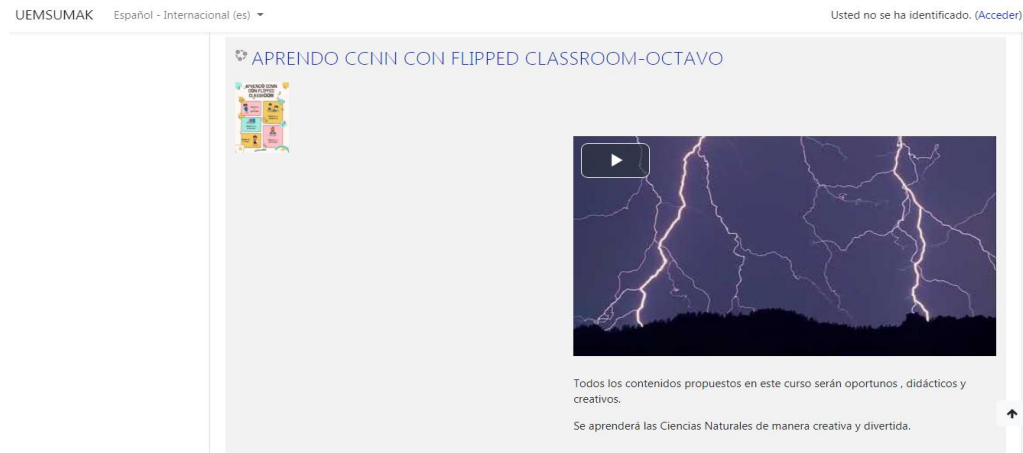 UEMSUMAK Español - Internacional (es) Usted no se ha identificado. (Acceder)
APRENDO CCNN CON FLIPPED CLASSROOM-OCTAVO
APRENDO CCNN
CON FLIPPED
CLASSROOM
Todos los contenidos propuestos en este curso serán oportunos , didácticos y
creativos.
Se aprenderá las Ciencias Naturales de manera creativa y divertida.